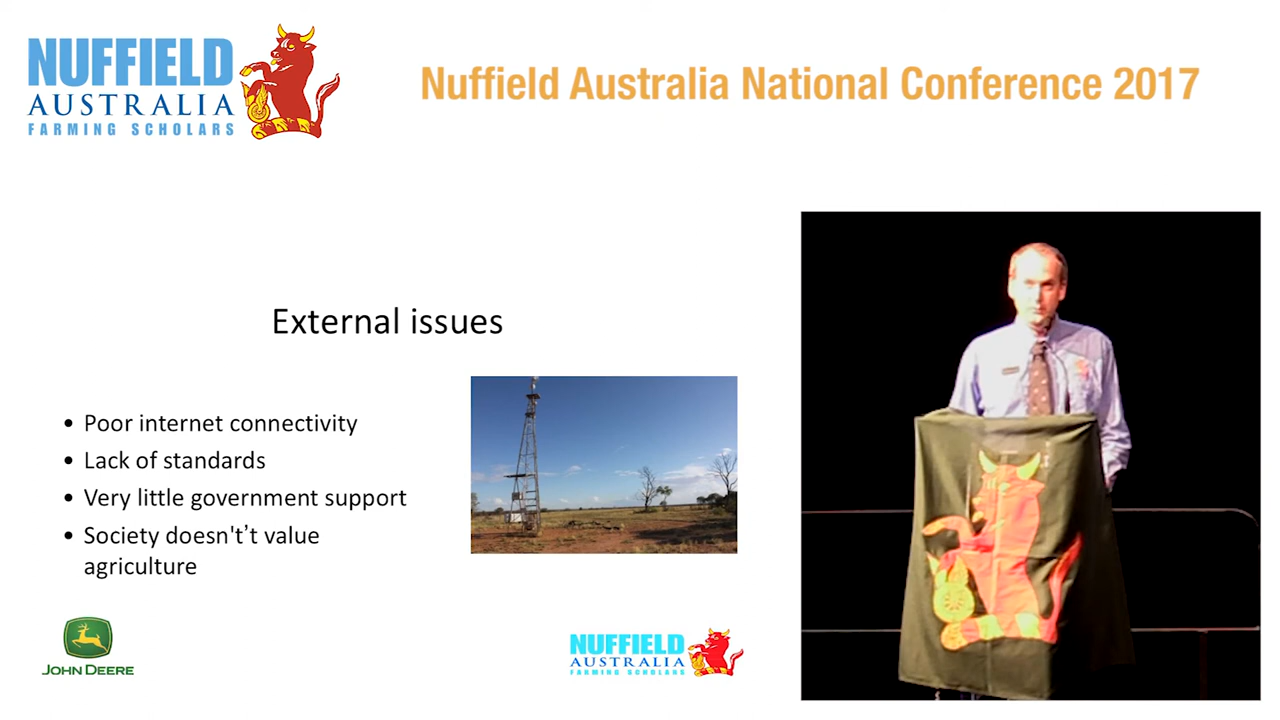 NUFFIELD
AUSTRALIA
FARMING SCHOLARS
Nuffield Australia National Conference 2017
External issues
• Poor internet connectivity
• Lack of standards
• Very little government support
• Society doesn't’t value
agriculture
JOHN DEERE
NUFFIELD
AUSTRALIA
FARMING SCHOLARS